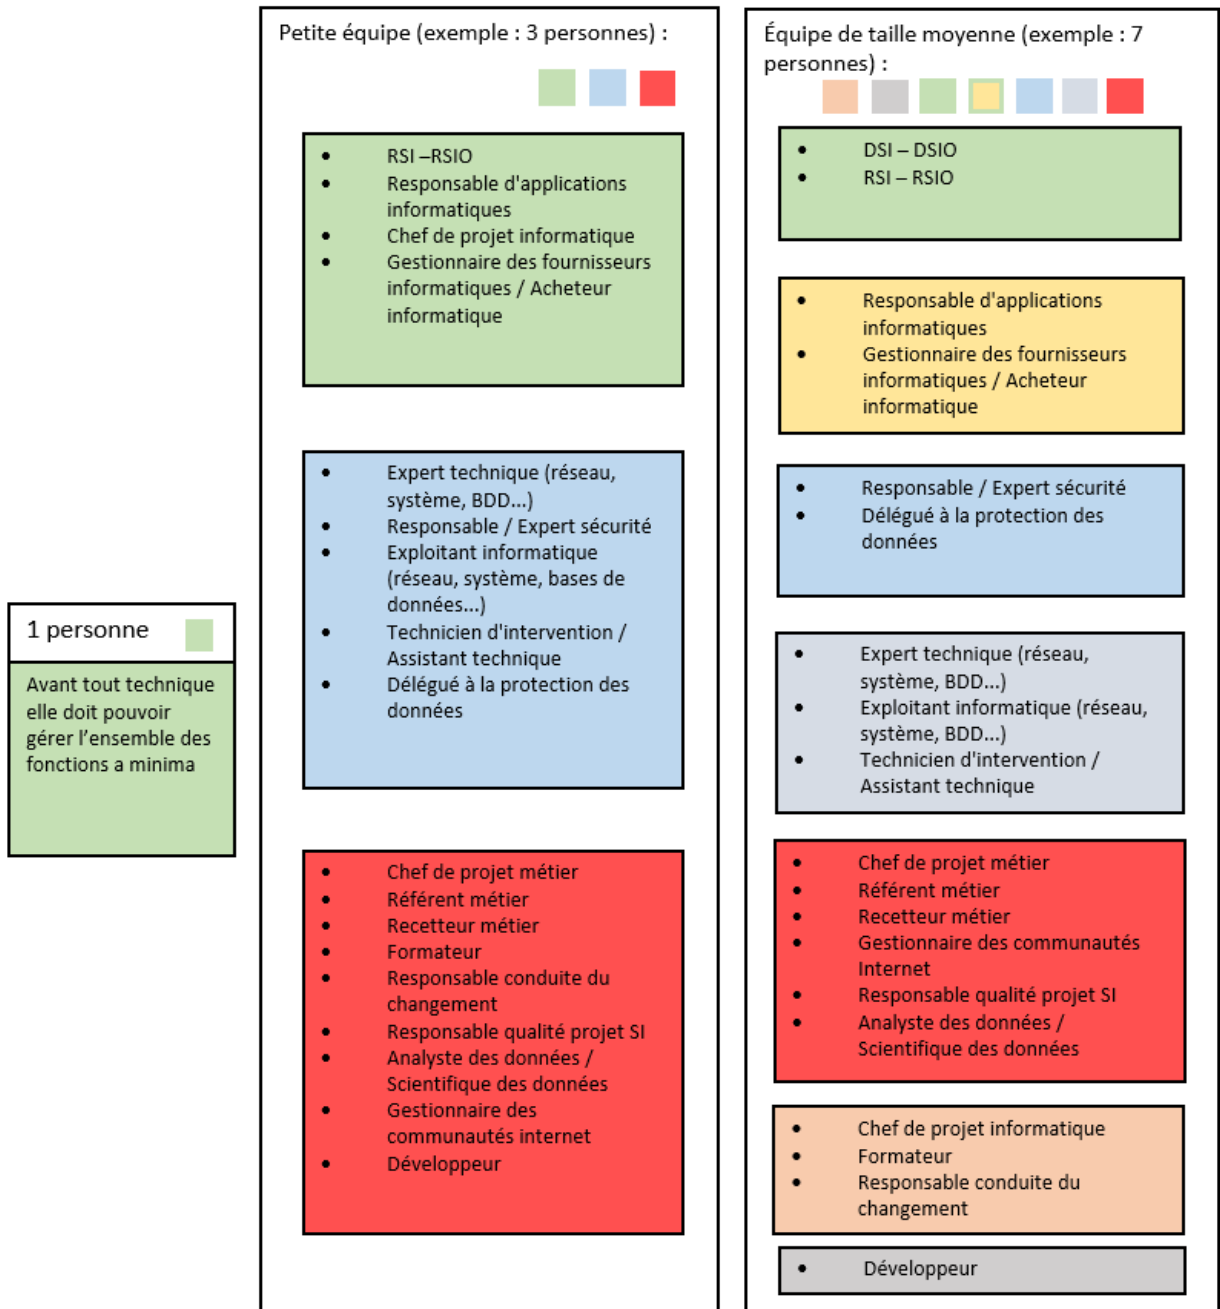 1 personne
Avant tout technique
elle doit pouvoir
gérer l'ensemble des
fonctions a minima
Petite équipe (exemple : 3 personnes) :
• RSI –RSIO
• Responsable d'applications
informatiques
• Chef de projet informatique
• Gestionnaire des fournisseurs
informatiques / Acheteur
informatique
• Expert technique (réseau,
système, BDD...)
• Responsable / Expert sécurité
• Exploitant informatique
(réseau, système, bases de
données...)
• Technicien d'intervention /
Assistant technique
• Délégué à la protection des
données
• Chef de projet métier
• Référent métier
• Recetteur métier
• Formateur
• Responsable conduite du
changement
• Responsable qualité projet SI
• Analyste des données /
Scientifique des données
• Gestionnaire des
communautés internet
• Développeur
Équipe de taille moyenne (exemple : 7
personnes) :
• DSI – DSIO
• RSI – RSIO
• Responsable d'applications
informatiques
• Gestionnaire des fournisseurs
informatiques / Acheteur
informatique
• Responsable / Expert sécurité
• Délégué à la protection des
données
• Expert technique (réseau,
système, BDD...)
• Exploitant informatique (réseau,
système, BDD...)
• Technicien d'intervention /
Assistant technique
• Chef de projet métier
• Référent métier
• Recetteur métier
• Gestionnaire des communautés
Internet
• Responsable qualité projet SI
• Analyste des données /
Scientifique des données
• Chef de projet informatique
• Formateur
• Responsable conduite du
changement
• Développeur